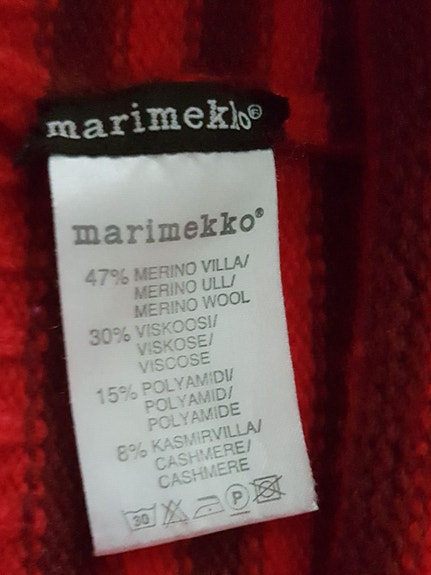 marimekko®
marimekko®
47% MERINO VILLA/
MERINO ULL/
MERINO WOOL
30% VISKOOSI/
VISKOSE/
VISCOSE
15% POLYAMIDI/
POLYAMID/
POLYAMIDE
8% KASMIRVILLA/
CASHMERE/
CASHMERE
30 P